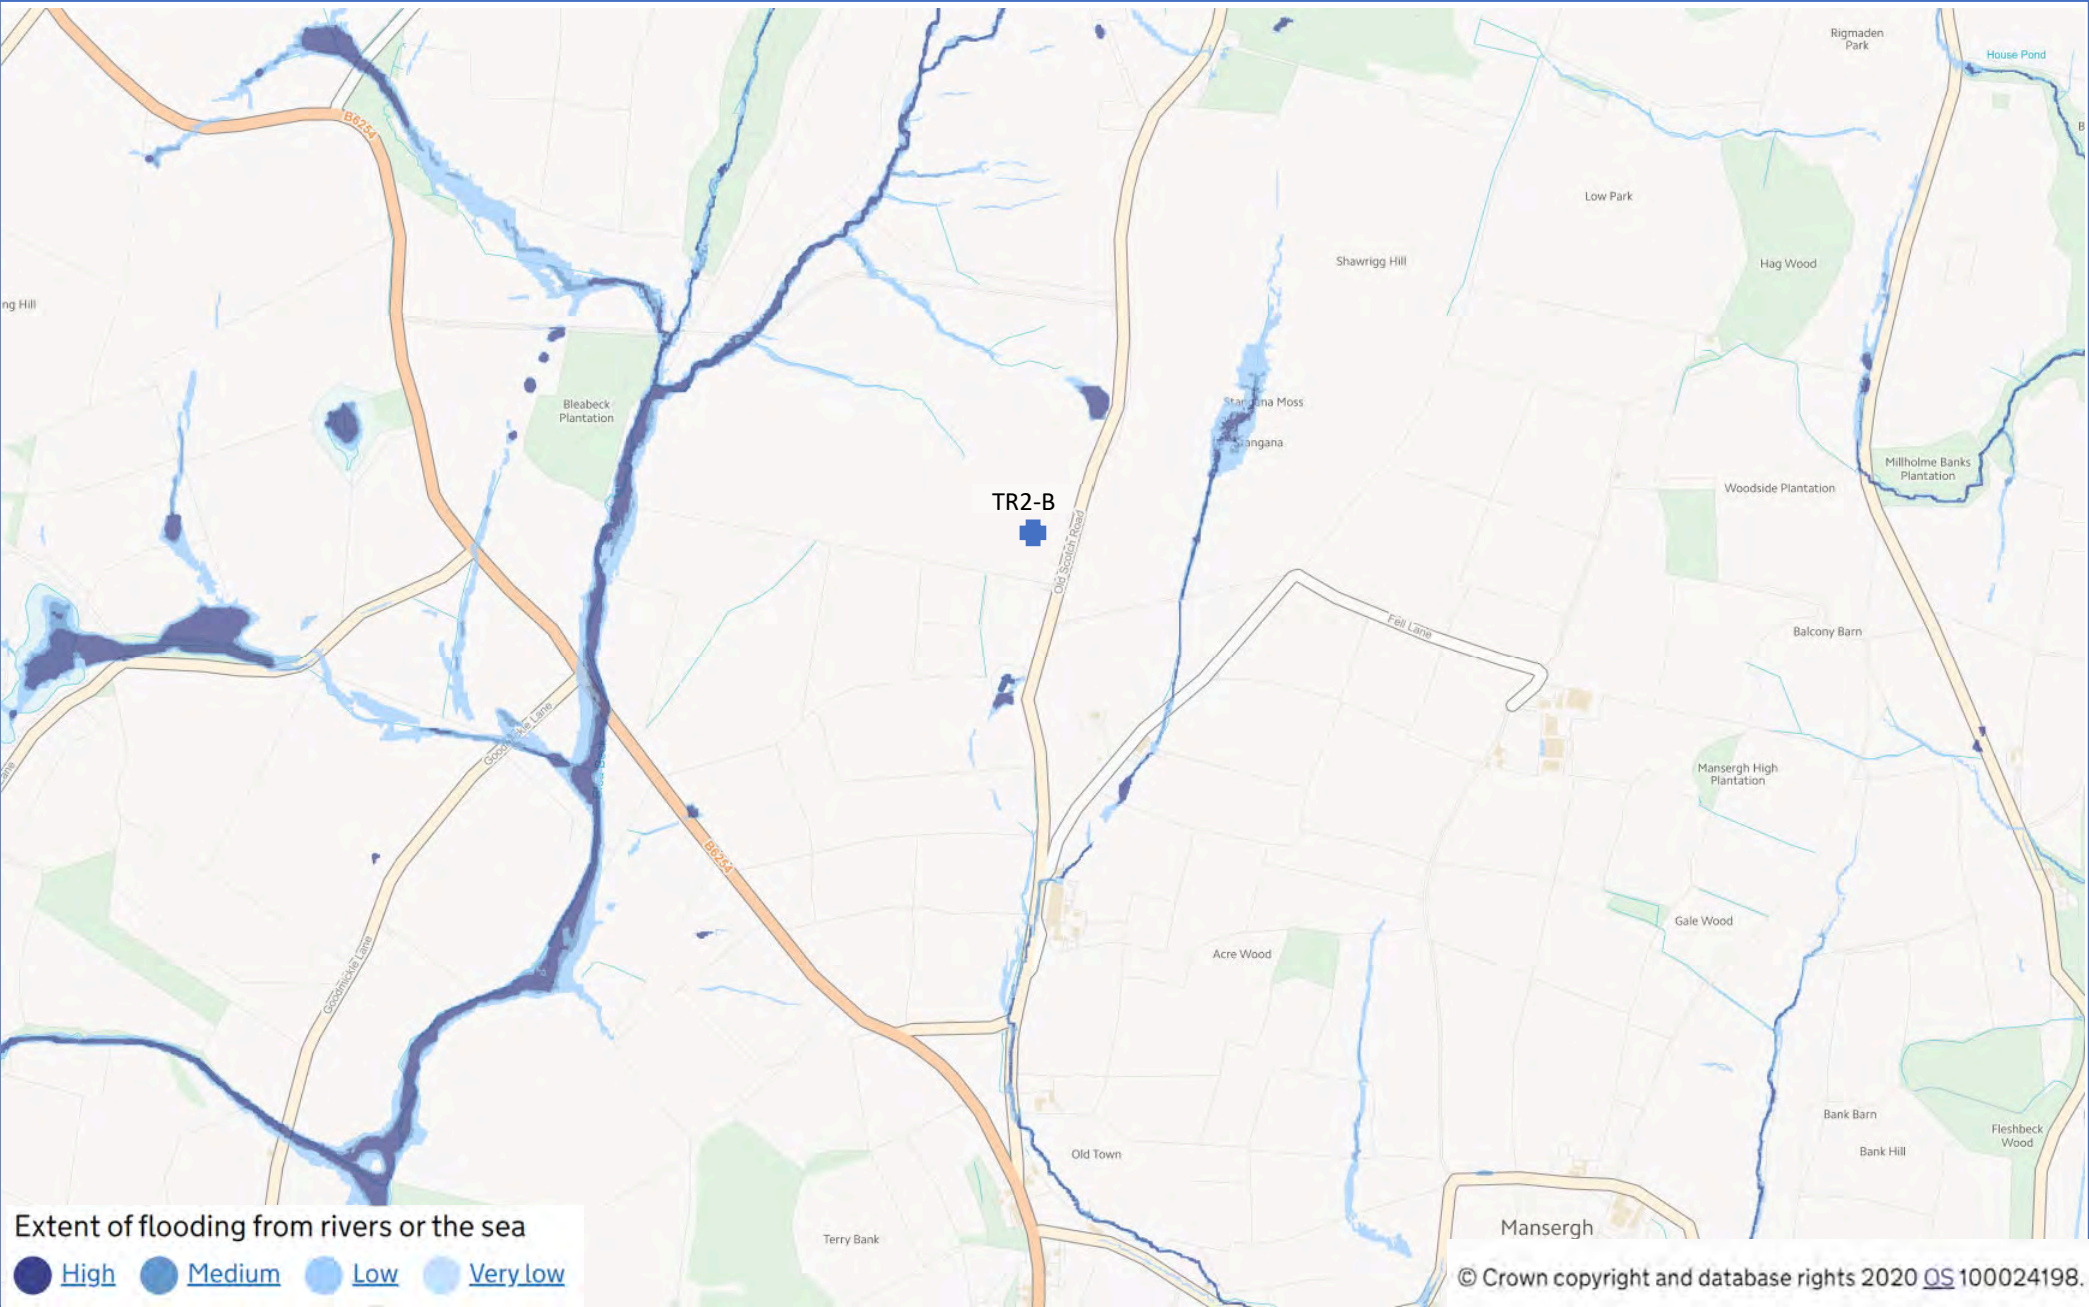 Rigmaden
Park
House Pond
B6254
Low Park
Shawrigg Hill
Hag Wood
ng Hill
Bleabeck
Plantation
Stangana Moss
Stangana
Millholme Banks
Plantation
Woodside Plantation
TR2-B
Old Scotch Road
Fell Lane
Balcony Barn
Goodmickle Lane
Mansergh High
Plantation
B6254
Gale Wood
Acre Wood
Goodmickle Lane
Bank Barn
Fleshbeck
Wood
Bank Hill
Old Town
Terry Bank
Mansergh
Extent of flooding from rivers or the sea
High Medium Low Very low
© Crown copyright and database rights 2020 OS 100024198.